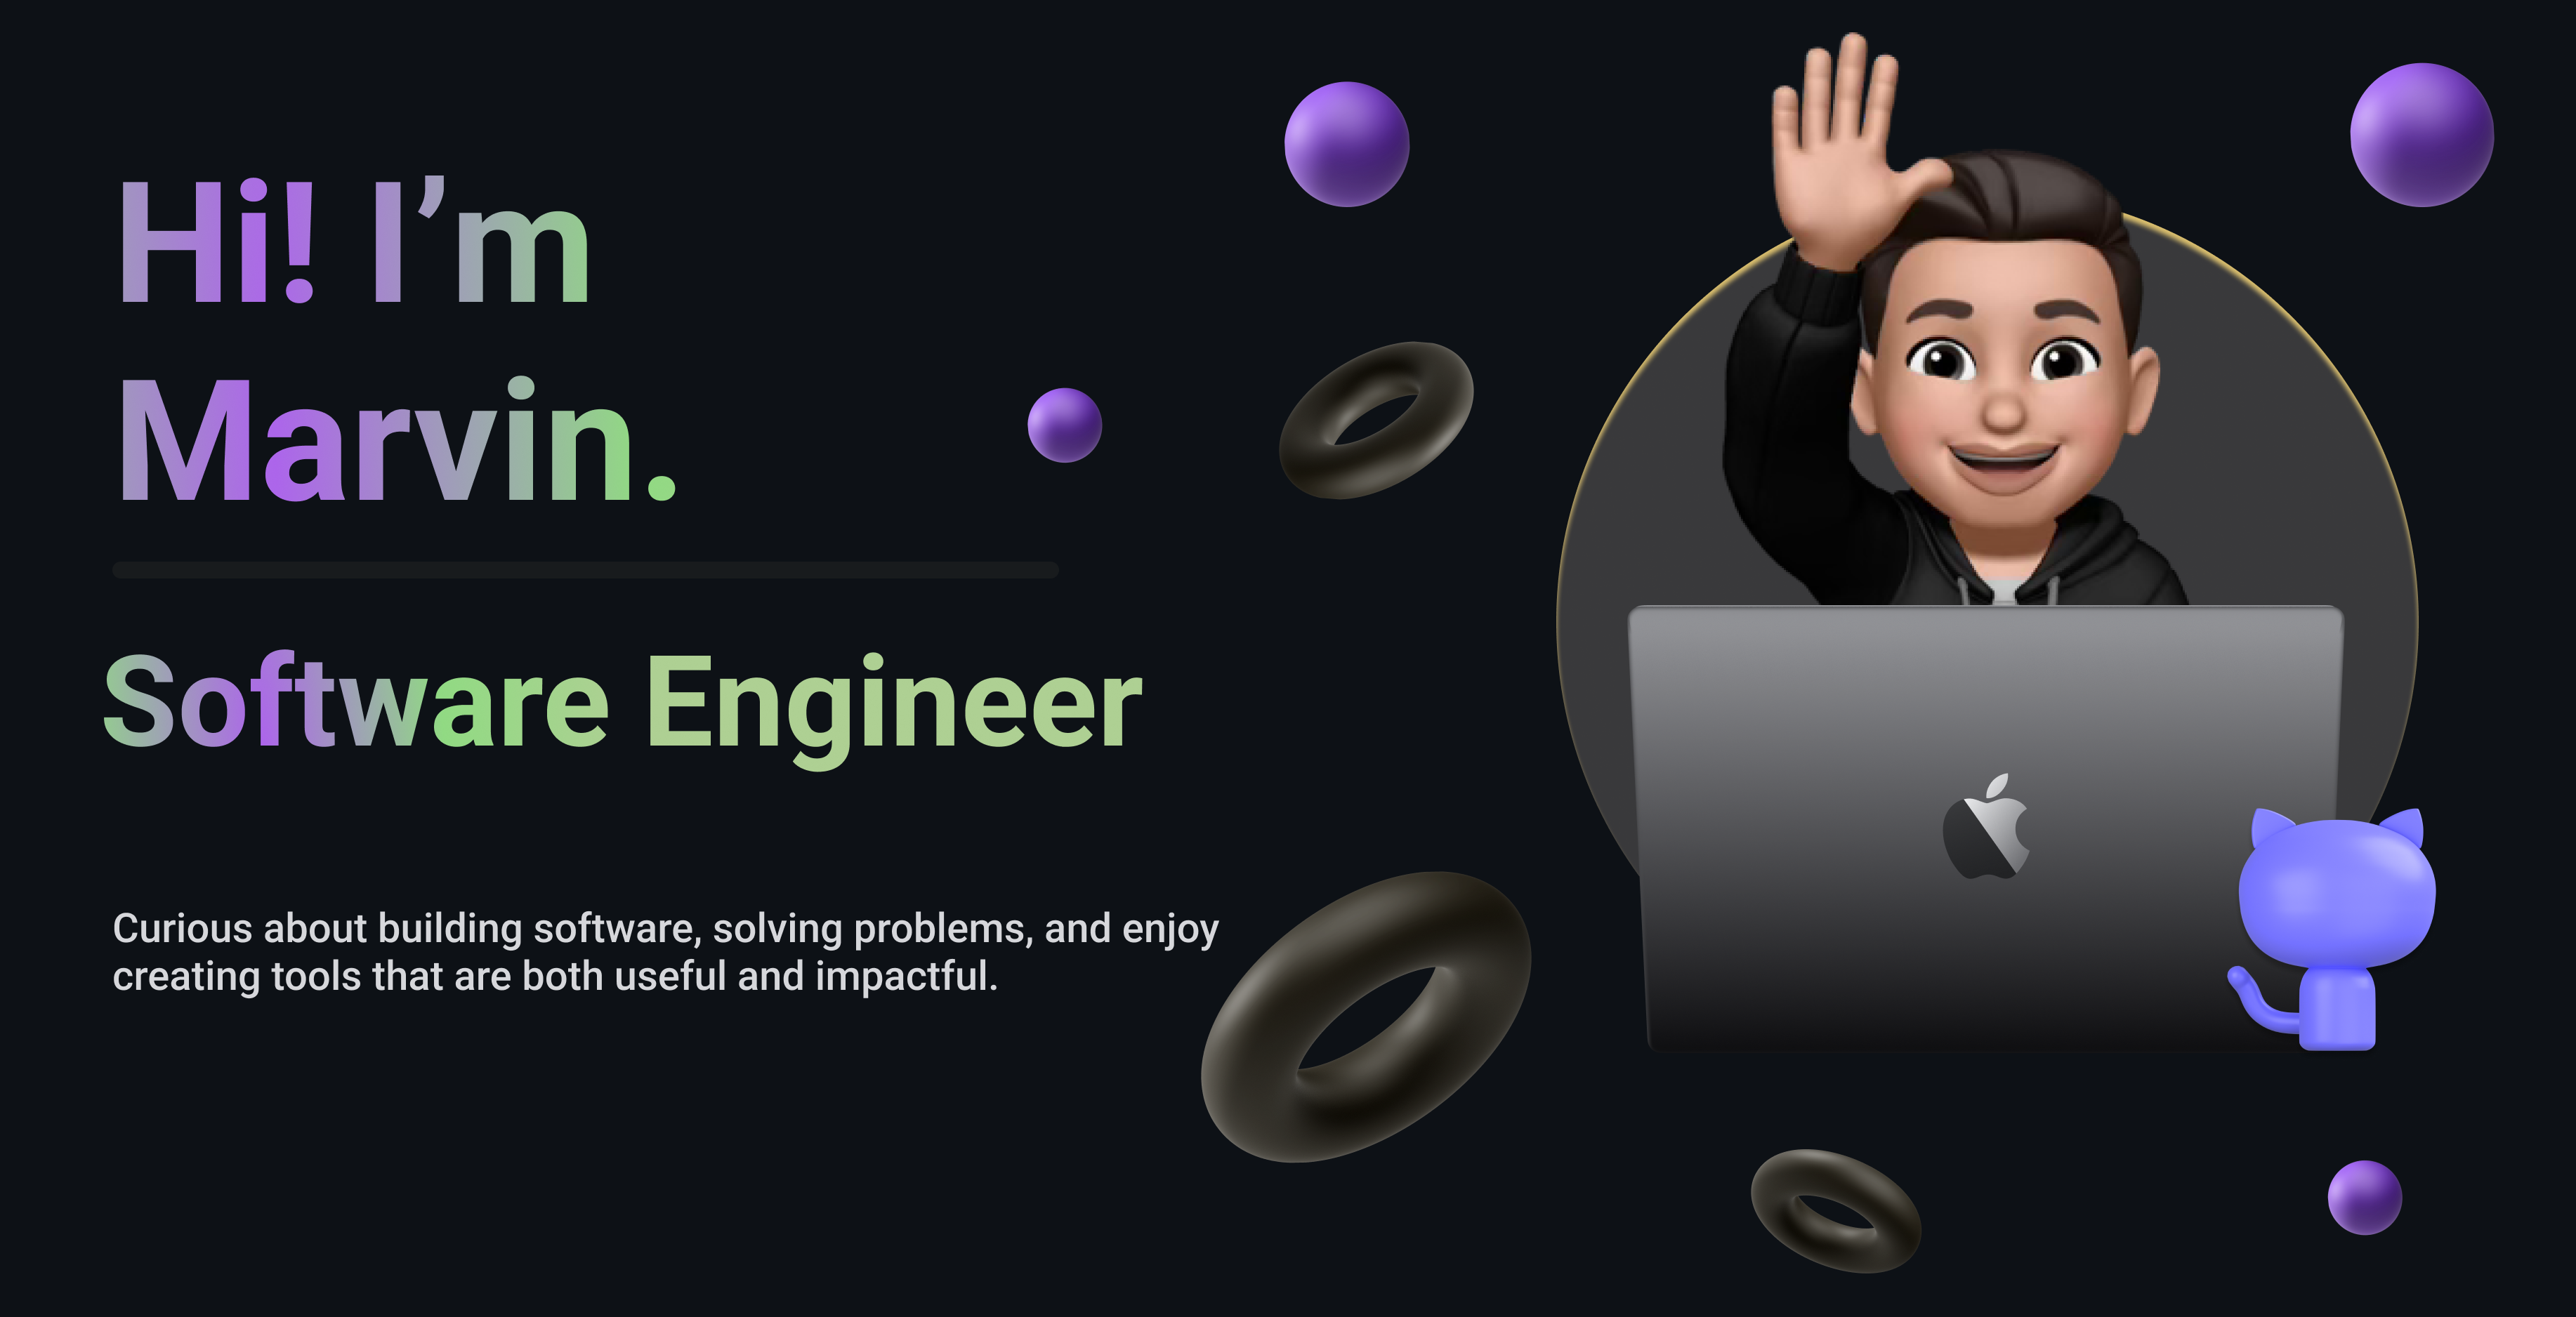 Hi! I’m
Marvin.
Software Engineer
Curious about building software, solving problems, and enjoy
creating tools that are both useful and impactful.